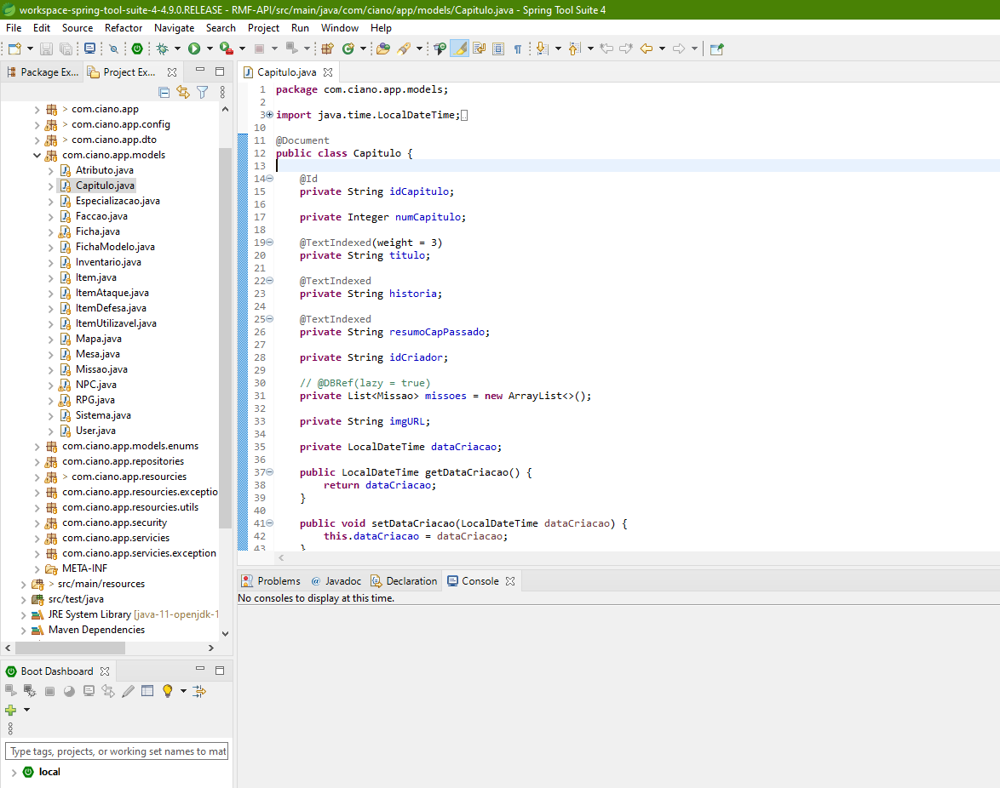 workspace-spring-tool-suite-4-4.9.0.RELEASE - RMF-API/src/main/java/com/ciano/app/models/Capitulo.java - Spring Tool Suite 4
File Edit Source Refactor Navigate Search Project Run Window Help
Package Ex... Project Ex...
> com.ciano.app
> com.ciano.app.config
> com.ciano.app.dto
com.ciano.app.models
Atributo.java
Capitulo.java
Especializacao.java
Faccao.java
Ficha.java
FichaModelo.java
Inventario.java
Item.java
ItemAtaque.java
ItemDefesa.java
ItemUtilizavel.java
Mapa.java
Mesa.java
Missao.java
NPC.java
RPG.java
Sistema.java
User.java
com.ciano.app.models.enums
com.ciano.app.repositories
> com.ciano.app.resourcies
com.ciano.app.resourcies.exceptio
com.ciano.app.resourcies.utils
com.ciano.app.security
com.ciano.app.servicies
com.ciano.app.servicies.exception
META-INF
> src/main/resources
src/test/java
JRE System Library [java-11-openjdk-1
Maven Dependencies
Boot Dashboard
Type tags, projects, or working set names to mat
local
Capitulo.java
1 package com.ciano.app.models;
2
3 import java.time.LocalDateTime;
10
11 @Document
12 public class Capitulo {
13
14 @Id
15 private String idCapitulo;
16
17 private Integer numCapitulo;
18
19 @TextIndexed(weight = 3)
20 private String titulo;
21
22 @TextIndexed
23 private String historia;
24
25 @TextIndexed
26 private String resumoCapPassado;
27
28 private String idCriador;
29
30 // @DBRef(lazy = true)
31 private List<Missao> missoes = new ArrayList<>();
32
33 private String imgURL;
34
35 private LocalDateTime dataCriacao;
36
37 public LocalDateTime getDataCriacao() {
38 return dataCriacao;
39 }
40
41 public void setDataCriacao(LocalDateTime dataCriacao) {
42 this.dataCriacao = dataCriacao;
43 }
Problems @ Javadoc Declaration Console
No consoles to display at this time.